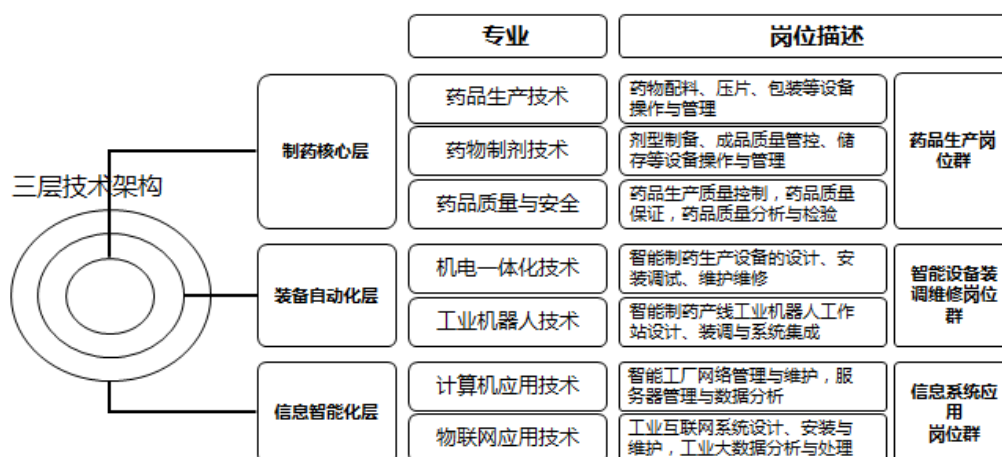 专业
岗位描述
三层技术架构
制药核心层
药品生产技术
药物配料、压片、包装等设备
操作与管理
药物制剂技术
剂型制备、成品质量管控、储
存等设备操作与管理
药品质量与安全
药品生产质量控制，药品质量
保证，药品质量分析与检验
药品生产岗
位群
装备自动化层
机电一体化技术
智能制药生产设备的设计、安
装调试、维护维修
工业机器人技术
智能制药产线工业机器人工作
站设计、装调与系统集成
智能设备装
调维修岗位
群
信息智能化层
计算机应用技术
智能工厂网络管理与维护，服
务器管理与数据分析
物联网应用技术
工业互联网系统设计、安装与
维护，工业大数据分析与处理
信息系统应
用
岗位群